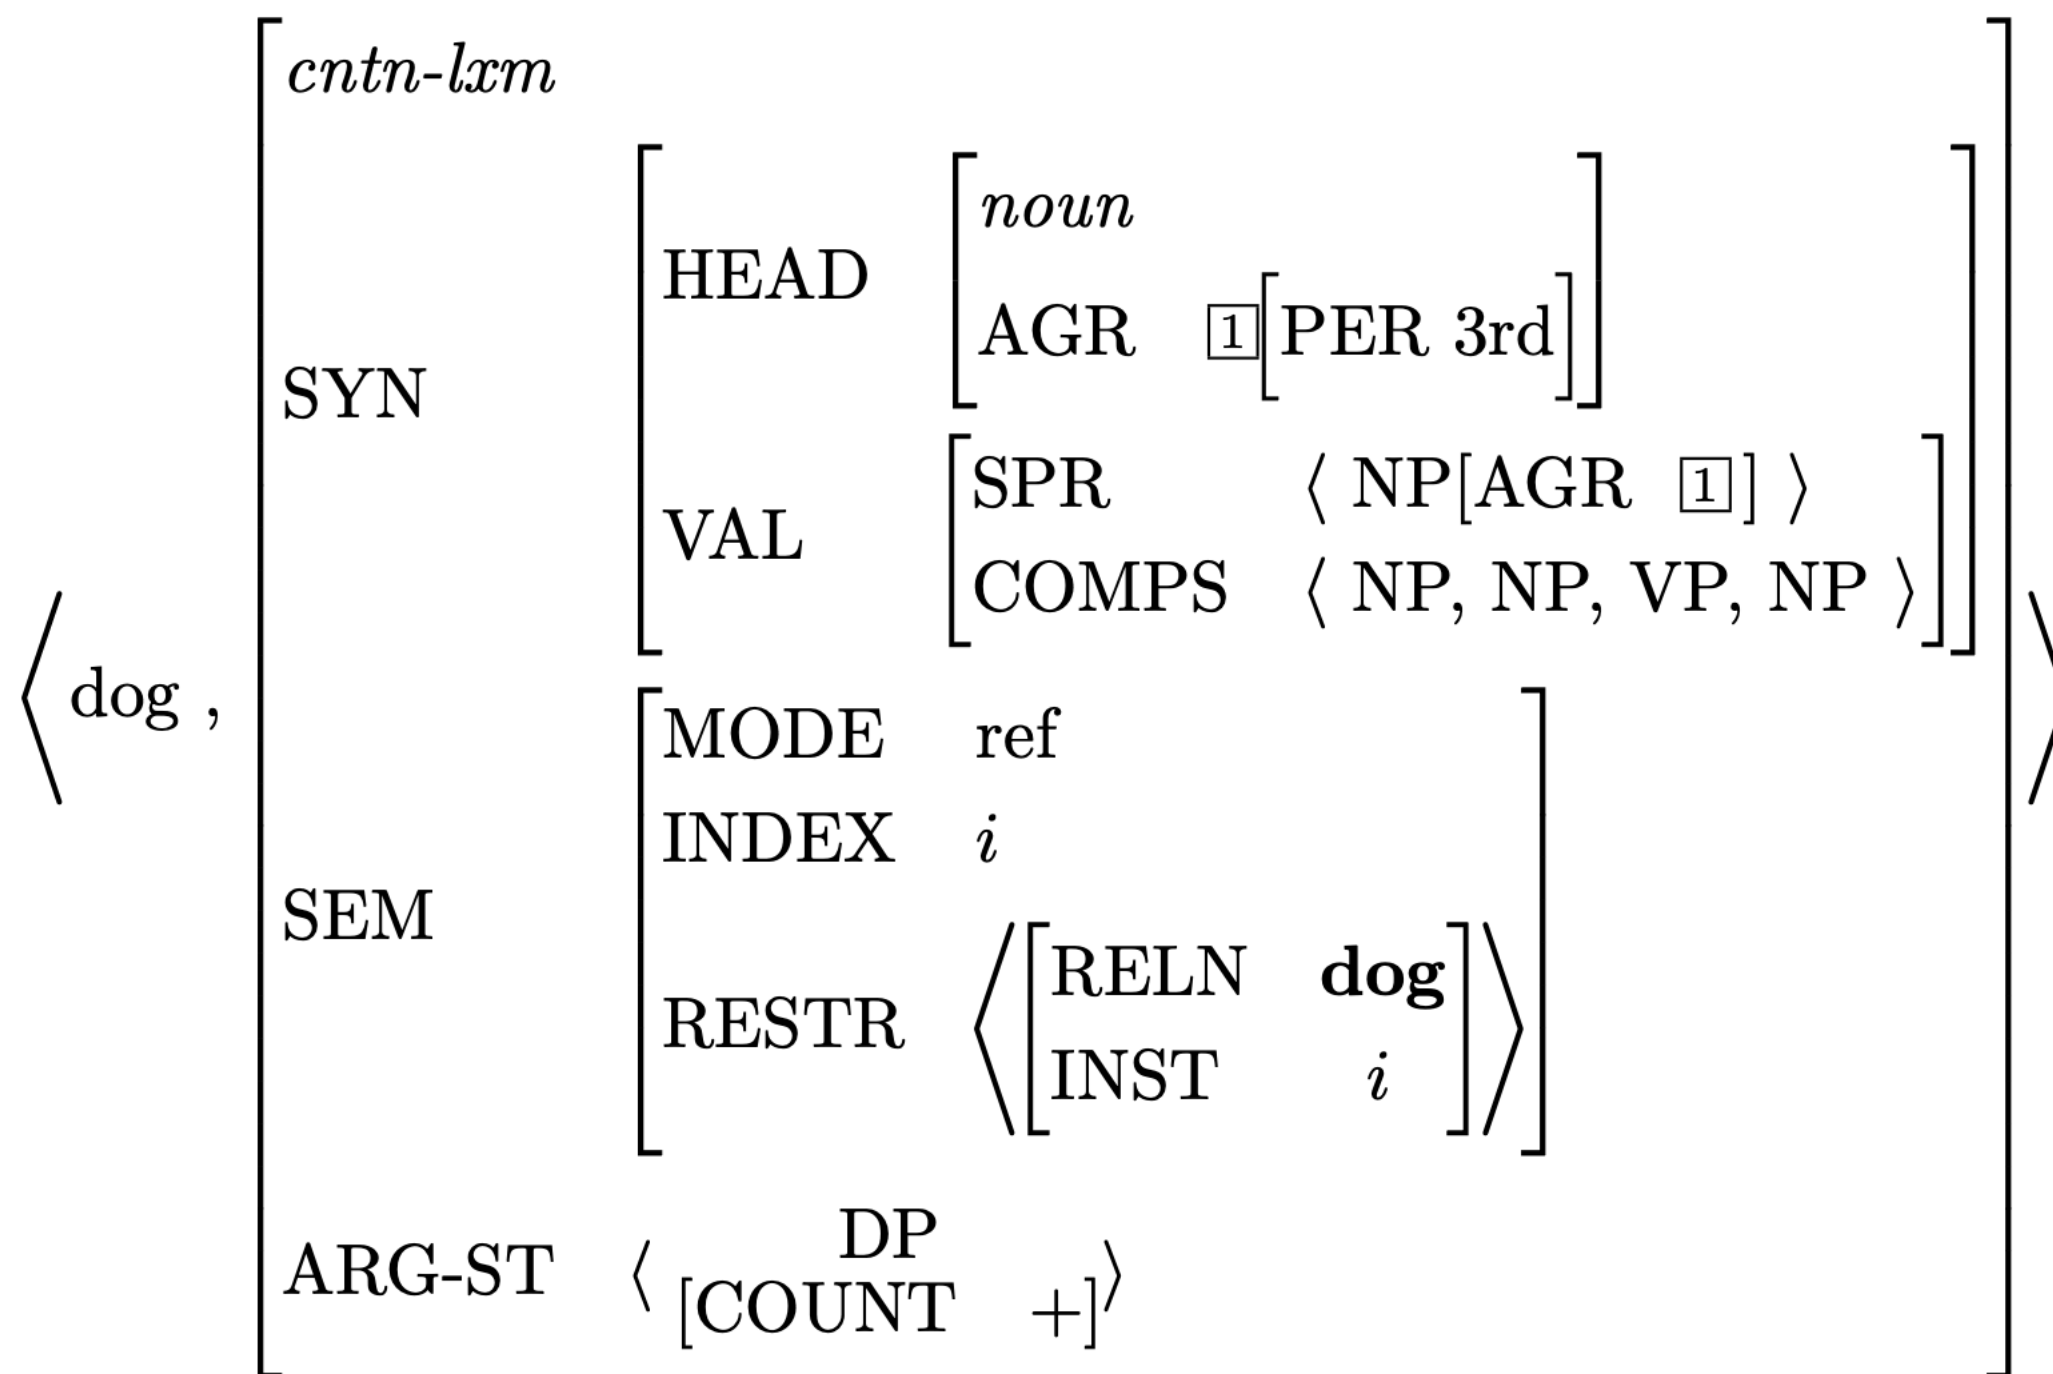 cntn-lxm
noun
HEAD
AGR 1[PER 3rd]
SYN
SPR ⟨ NP[AGR 1] ⟩
VAL
COMPS ⟨ NP, NP, VP, NP ⟩
⟨ dog , ⟩
MODE ref
INDEX i
SEM
RELN dog
RESTR
INST i
DP
ARG-ST ⟨ ⟩
[COUNT +]